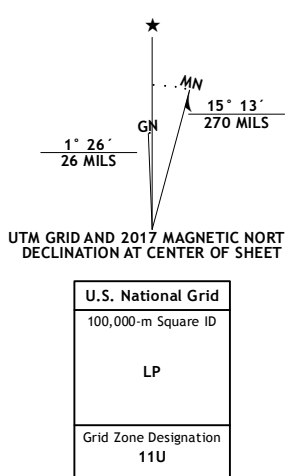 ★
MN
15° 13´
270 MILS
GN
1° 26´
26 MILS
UTM GRID AND 2017 MAGNETIC NORT
DECLINATION AT CENTER OF SHEET
U.S. National Grid
100,000-m Square ID
LP
Grid Zone Designation
11U